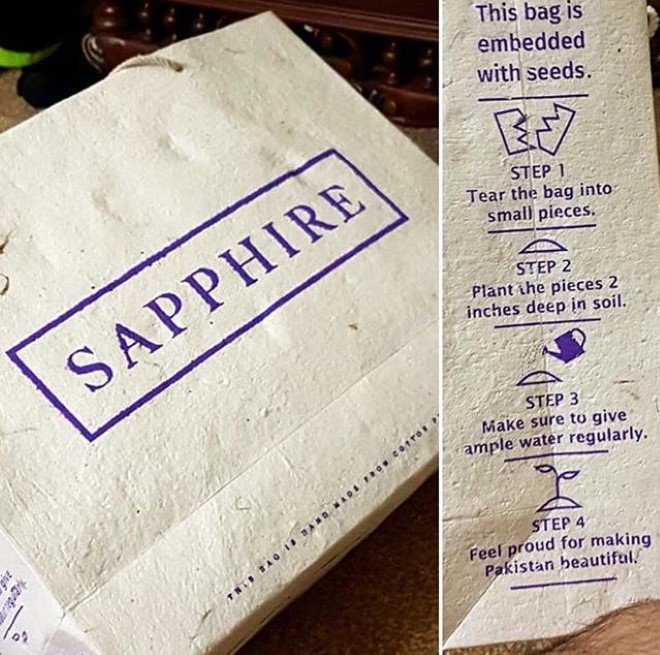 SAPPHIRE
THIS BAG IS HAND MADE FROM COTTON
This bag is
embedded
with seeds.
STEP 1
Tear the bag into
small pieces.
STEP 2
Plant the pieces 2
inches deep in soil.
STEP 3
Make sure to give
ample water regularly.
STEP 4
Feel proud for making
Pakistan beautiful.
give
regularly.